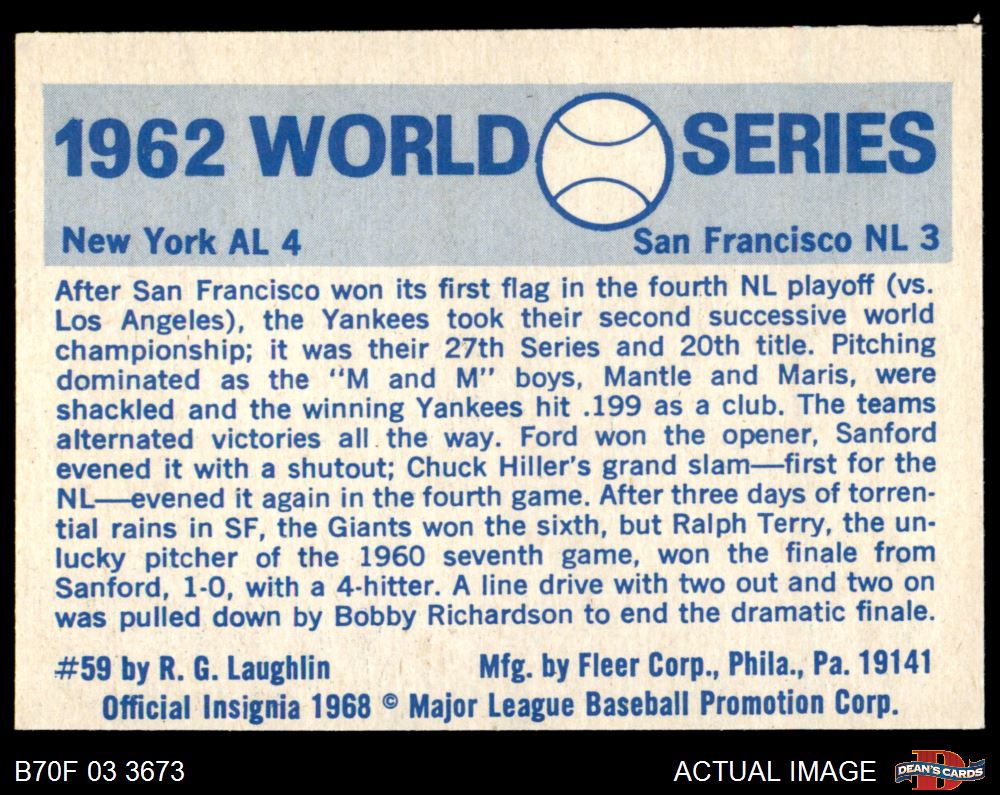 1962 WORLD SERIES
New York AL 4 San Francisco NL 3
After San Francisco won its first flag in the fourth NL playoff (vs.
Los Angeles), the Yankees took their second successive world
championship; it was their 27th Series and 20th title. Pitching
dominated as the "M and M" boys, Mantle and Maris, were
shackled and the winning Yankees hit .199 as a club. The teams
alternated victories all the way. Ford won the opener, Sanford
evened it with a shutout; Chuck Hiller's grand slam—first for the
NL—evened it again in the fourth game. After three days of torren-
tial rains in SF, the Giants won the sixth, but Ralph Terry, the un-
lucky pitcher of the 1960 seventh game, won the finale from
Sanford, 1-0, with a 4-hitter. A line drive with two out and two on
was pulled down by Bobby Richardson to end the dramatic finale.
#59 by R. G. Laughlin Mfg. by Fleer Corp., Phila., Pa. 19141
Official Insignia 1968 © Major League Baseball Promotion Corp.
B70F 03 3673 ACTUAL IMAGE D DEAN'S CARDS